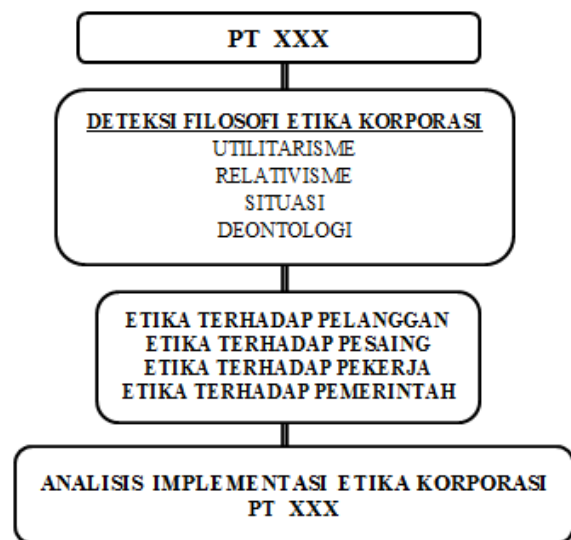 PT XXX
DETEKSI FILOSOFI ETIKA KORPORASI
UTILITARISME
RELATIVISME
SITUASI
DEONTOLOGI
ETIKA TERHADAP PELANGGAN
ETIKA TERHADAP PESAING
ETIKA TERHADAP PEKERJA
ETIKA TERHADAP PEMERINTAH
ANALISIS IMPLEMENTASI ETIKA KORPORASI
PT XXX